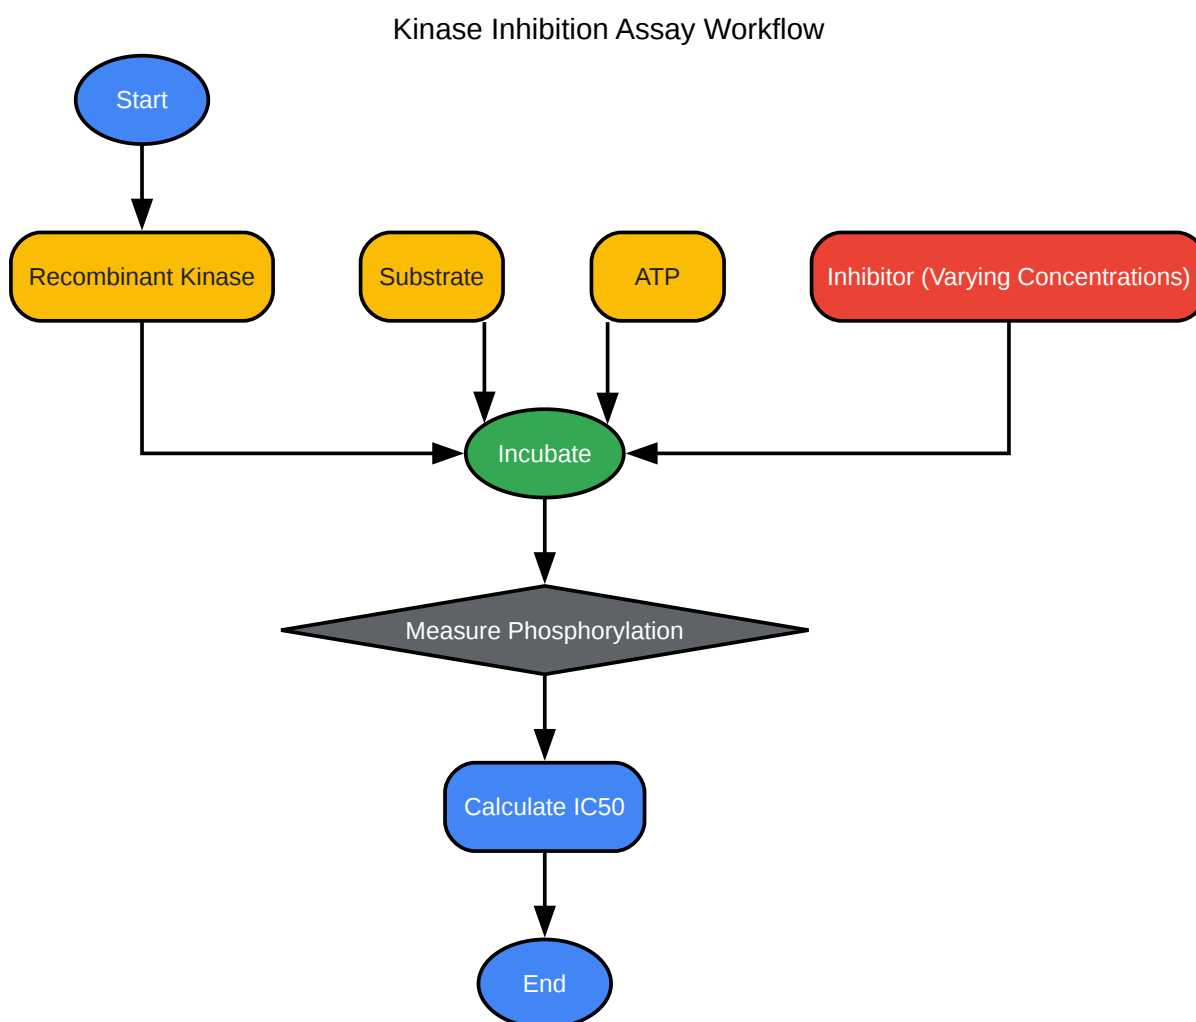 Kinase Inhibition Assay Workflow
Start
Recombinant Kinase
Substrate
ATP
Inhibitor (Varying Concentrations)
Incubate
Measure Phosphorylation
Calculate IC50
End